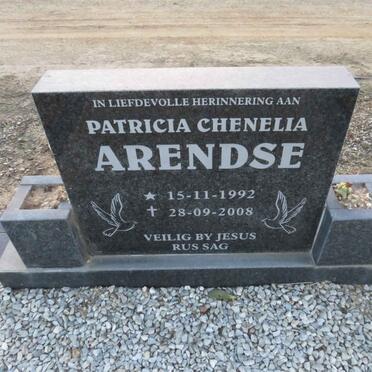 IN LIEFDEVOLLE HERINNERING AAN
PATRICIA CHENELIA
ARENDSE
★ 15-11-1992
✝ 28-09-2008
VEILIG BY JESUS
RUS SAG